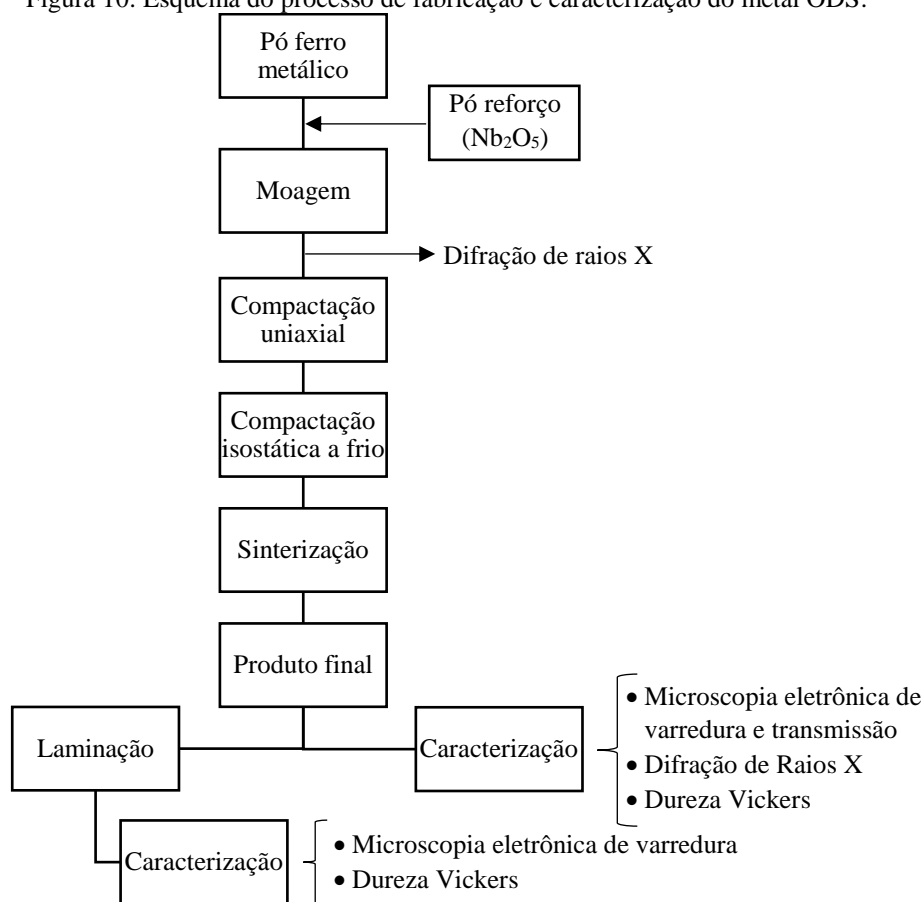 Figura 10: Esquema do processo de fabricação e caracterização do metal ODS.
Pó ferro
metálico
Pó reforço
(Nb₂O₅)
Moagem
Difração de raios X
Compactação
uniaxial
Compactação
isostática a frio
Sinterização
Produto final
Laminação
Caracterização
• Microscopia eletrônica de
varredura e transmissão
• Difração de Raios X
• Dureza Vickers
Caracterização
• Microscopia eletrônica de varredura
• Dureza Vickers